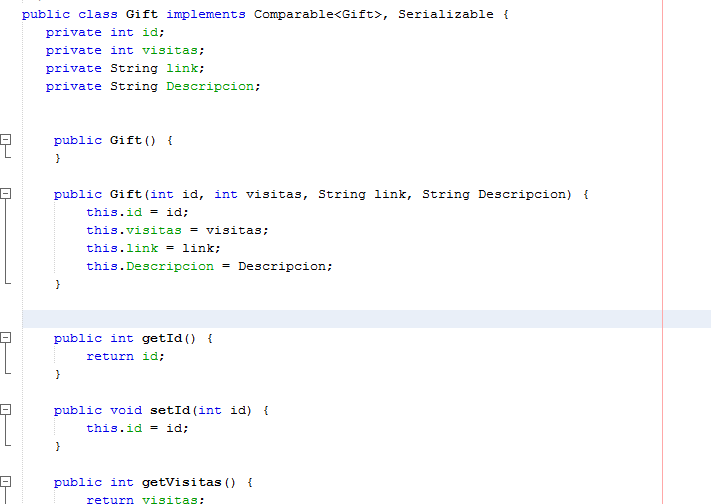 public class Gift implements Comparable<Gift>, Serializable {
private int id;
private int visitas;
private String link;
private String Descripcion;
public Gift() {
}
public Gift(int id, int visitas, String link, String Descripcion) {
this.id = id;
this.visitas = visitas;
this.link = link;
this.Descripcion = Descripcion;
}
public int getId() {
return id;
}
public void setId(int id) {
this.id = id;
}
public int getVisitas() {
return visitas;